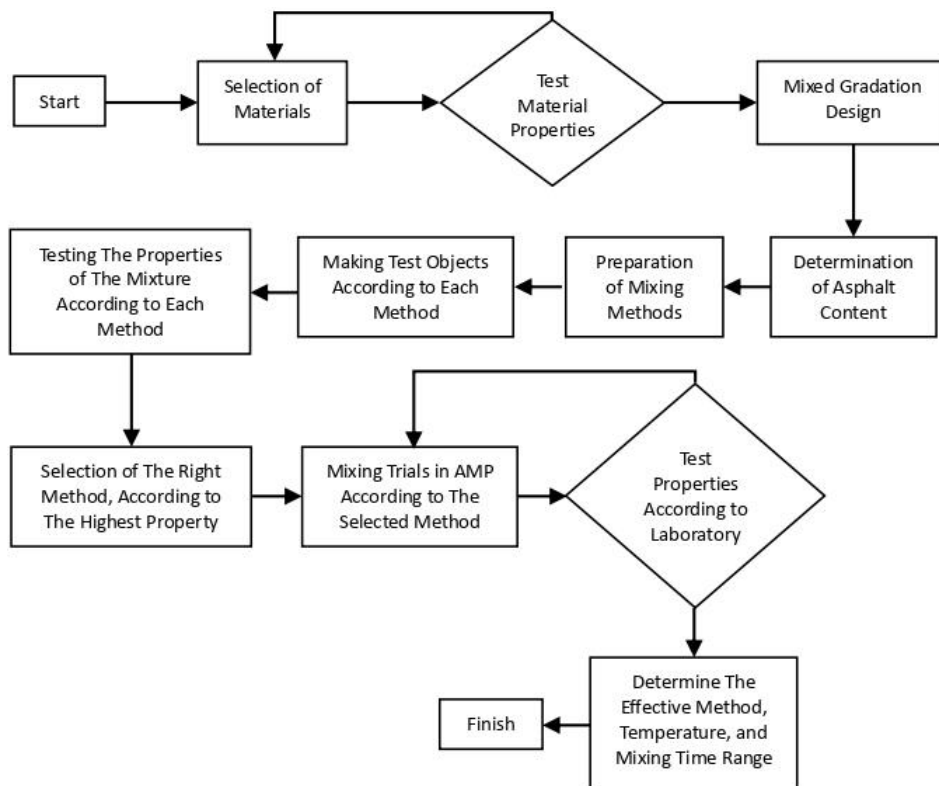 Start
Selection of
Materials
Test
Material
Properties
Mixed Gradation
Design
Determination
of Asphalt
Content
Preparation
of Mixing
Methods
Making Test Objects
According to Each
Method
Testing The Properties
of The Mixture
According to Each
Method
Selection of The Right
Method, According to
The Highest Property
Mixing Trials in AMP
According to The
Selected Method
Test
Properties
According to
Laboratory
Determine The
Effective Method,
Temperature, and
Mixing Time Range
Finish